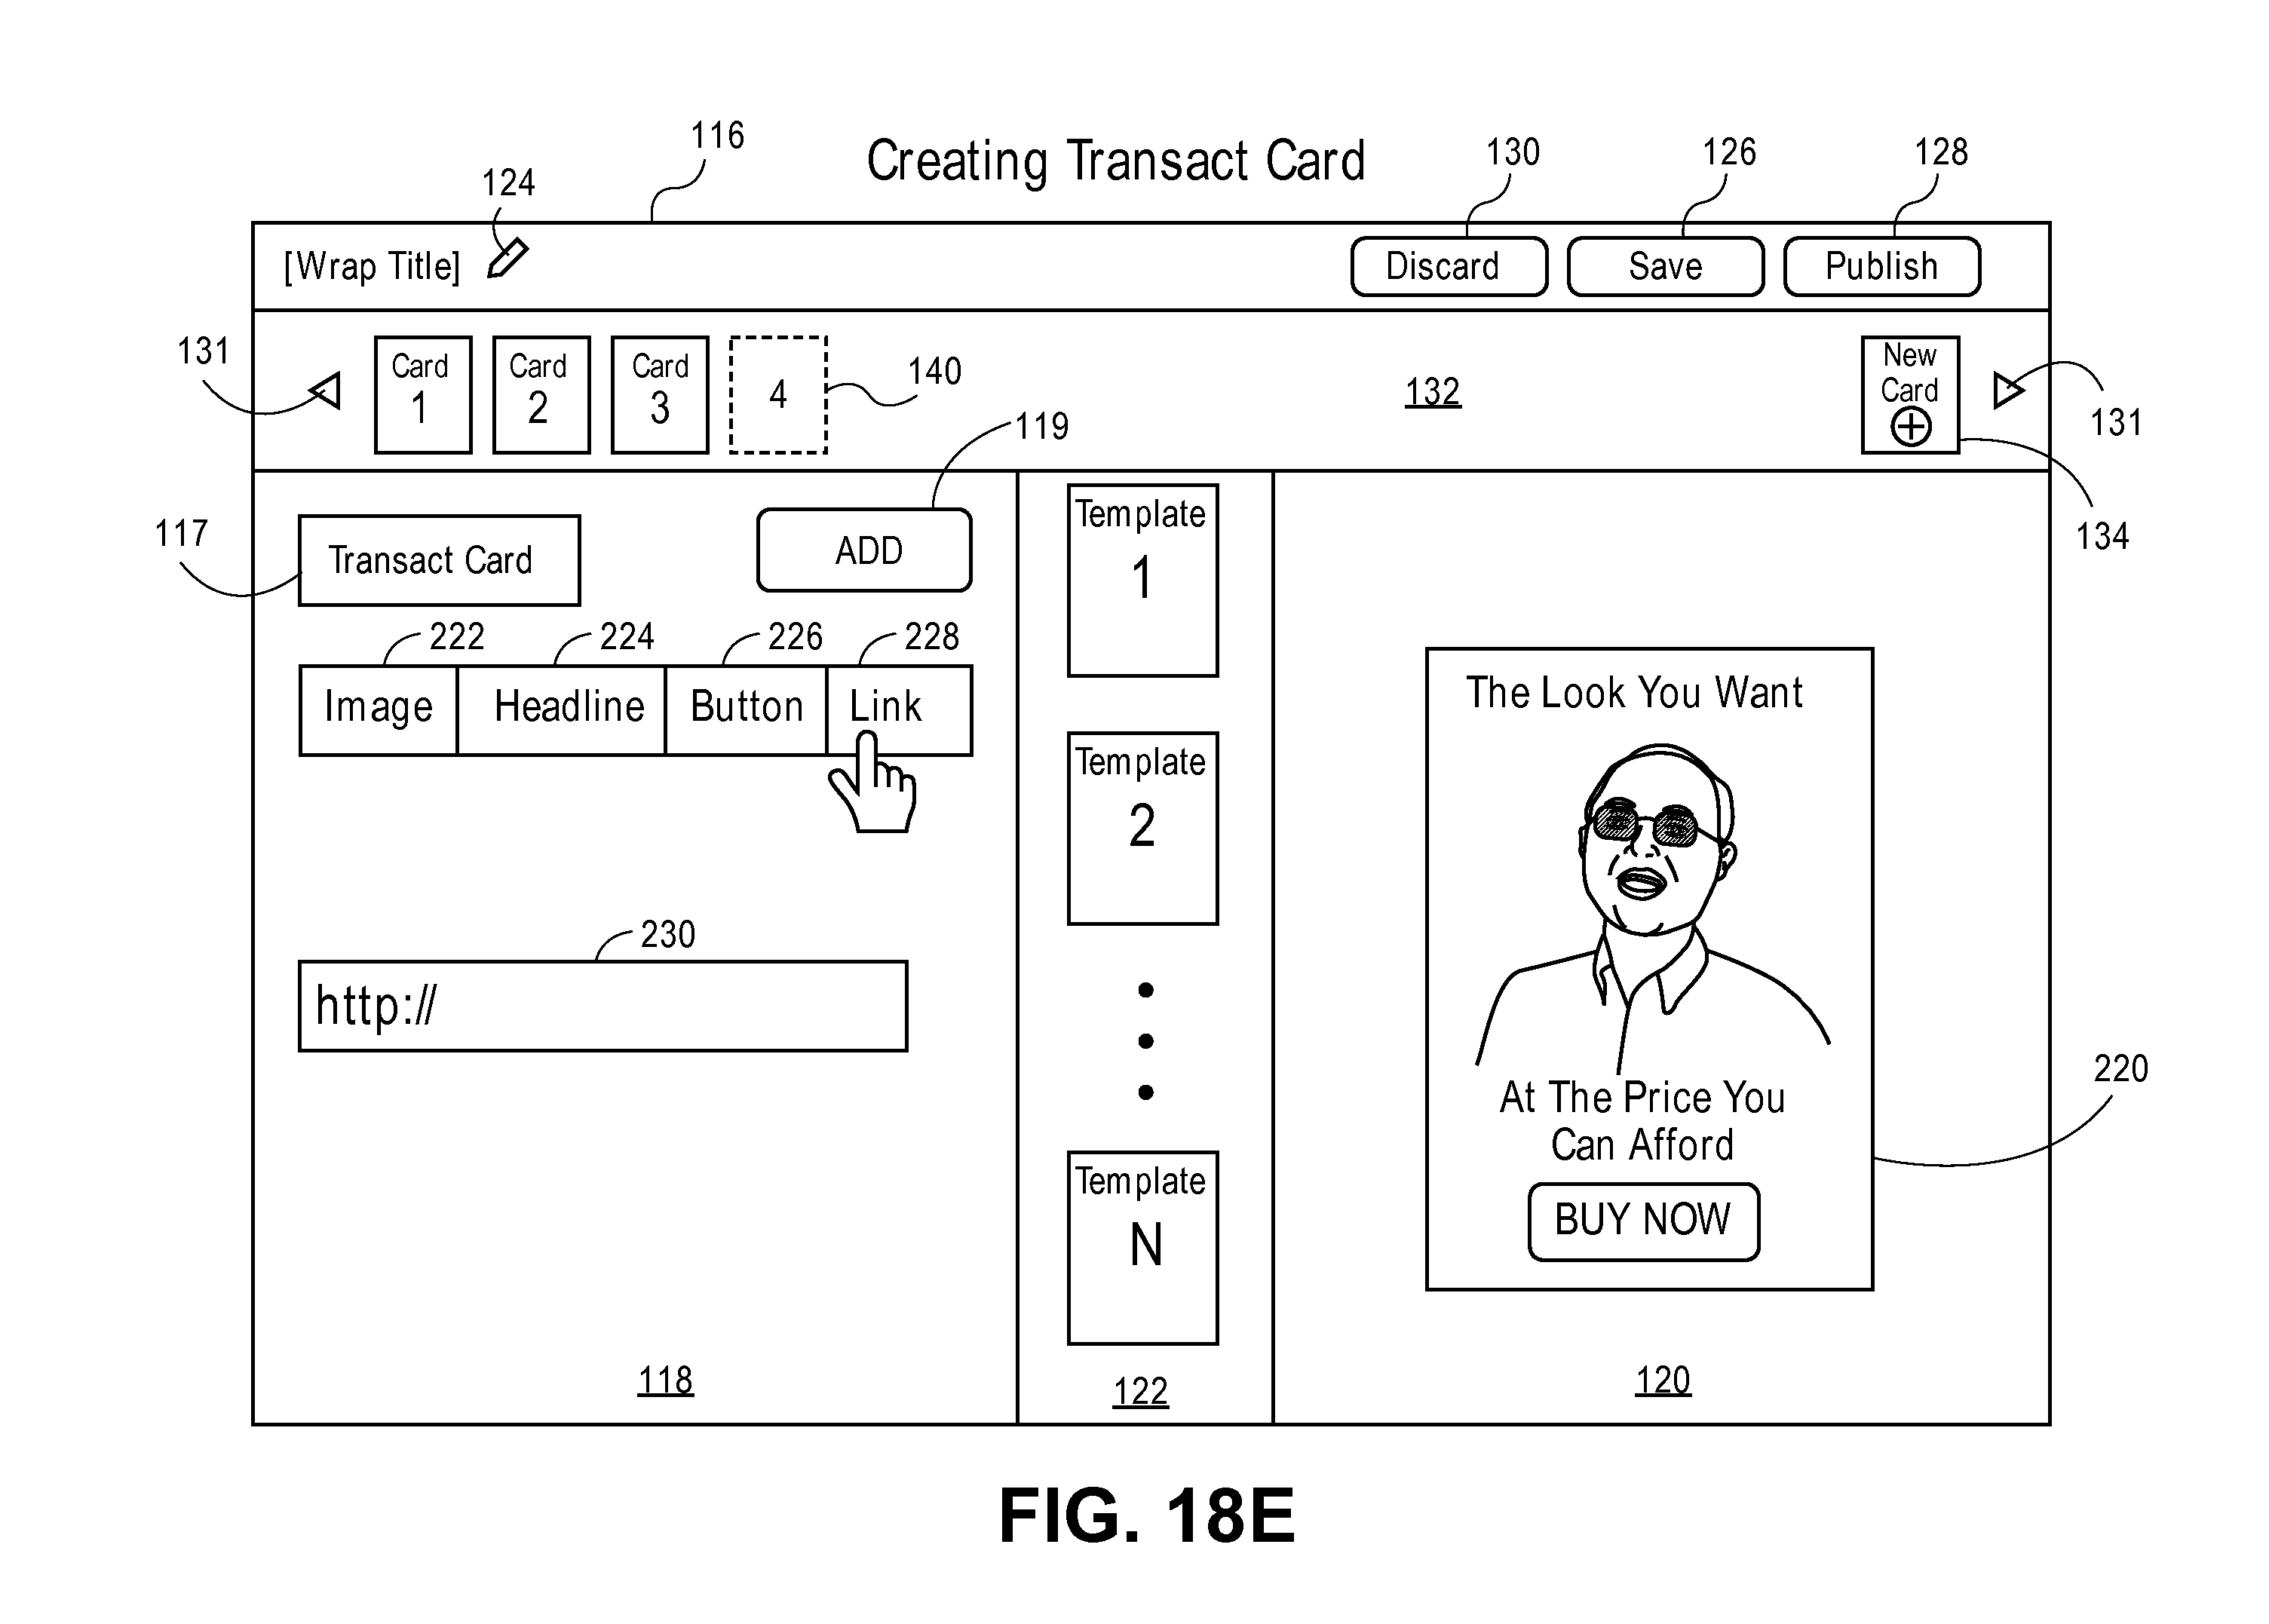 Creating Transact Card
116
124
130
126
128
[Wrap Title]
Discard
Save
Publish
131
Card
1
Card
2
Card
3
4
140
132
New
Card
131
134
119
117
Transact Card
ADD
222
224
226
228
Image
Headline
Button
Link
230
http://
118
Template
1
Template
2
Template
N
122
The Look You Want
At The Price You
Can Afford
BUY NOW
220
120
FIG. 18E